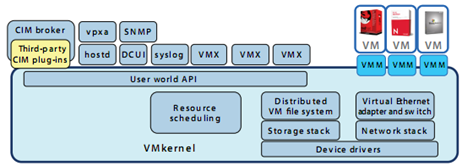 CIM broker
Third-party
CIM plug-ins
vpxa
SNMP
hostd
DCUI
syslog
VMX
VMX
VMX
VM
VM
VM
VMM
VMM
VMM
User world API
Resource
scheduling
Distributed
VM file system
Virtual Ethernet
adapter and switch
Storage stack
Network stack
VMkernel
Device drivers